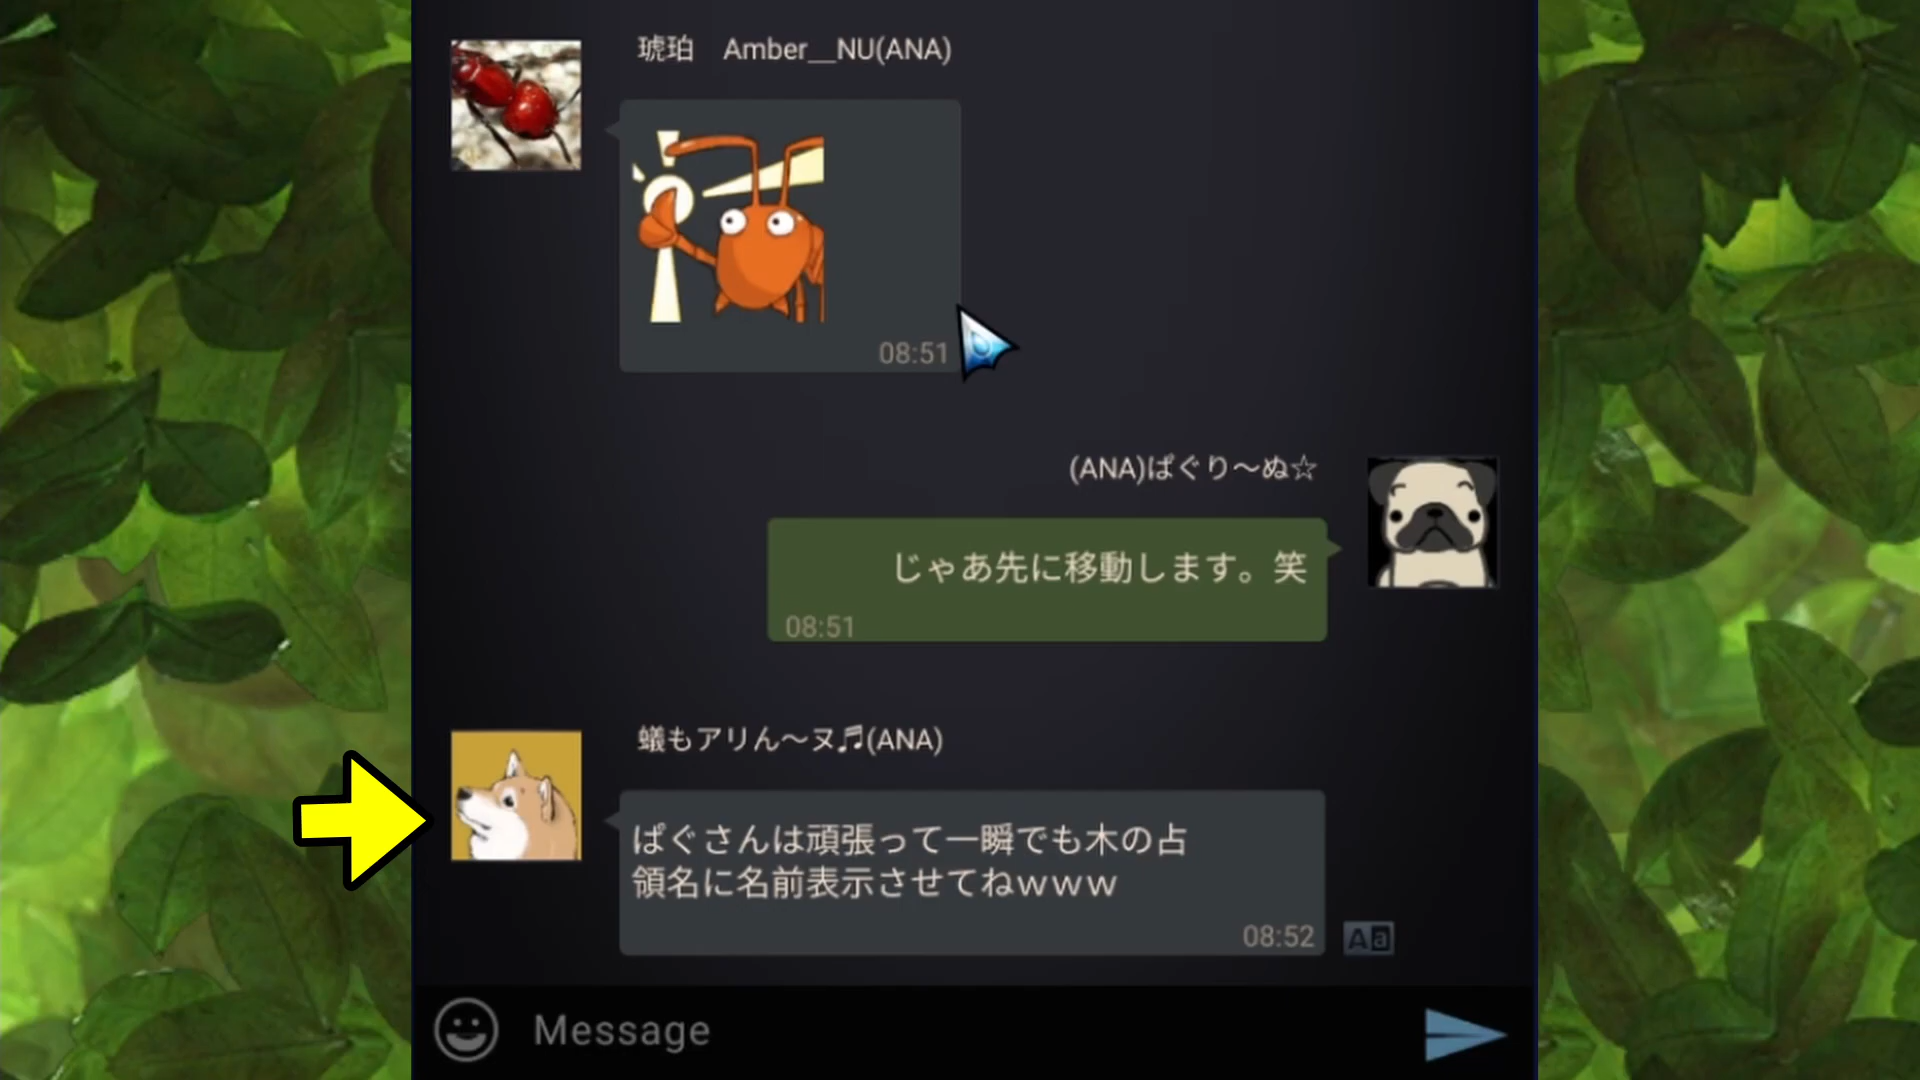 琥珀　Amber__NU(ANA)
08:51
(ANA)ぱぐり～ぬ☆
じゃあ先に移動します。笑
08:51
蟻もアリん～ヌ♬(ANA)
ぱぐさんは頑張って一瞬でも木の占
領名に名前表示させてねｗｗｗ
08:52
Aa
Message